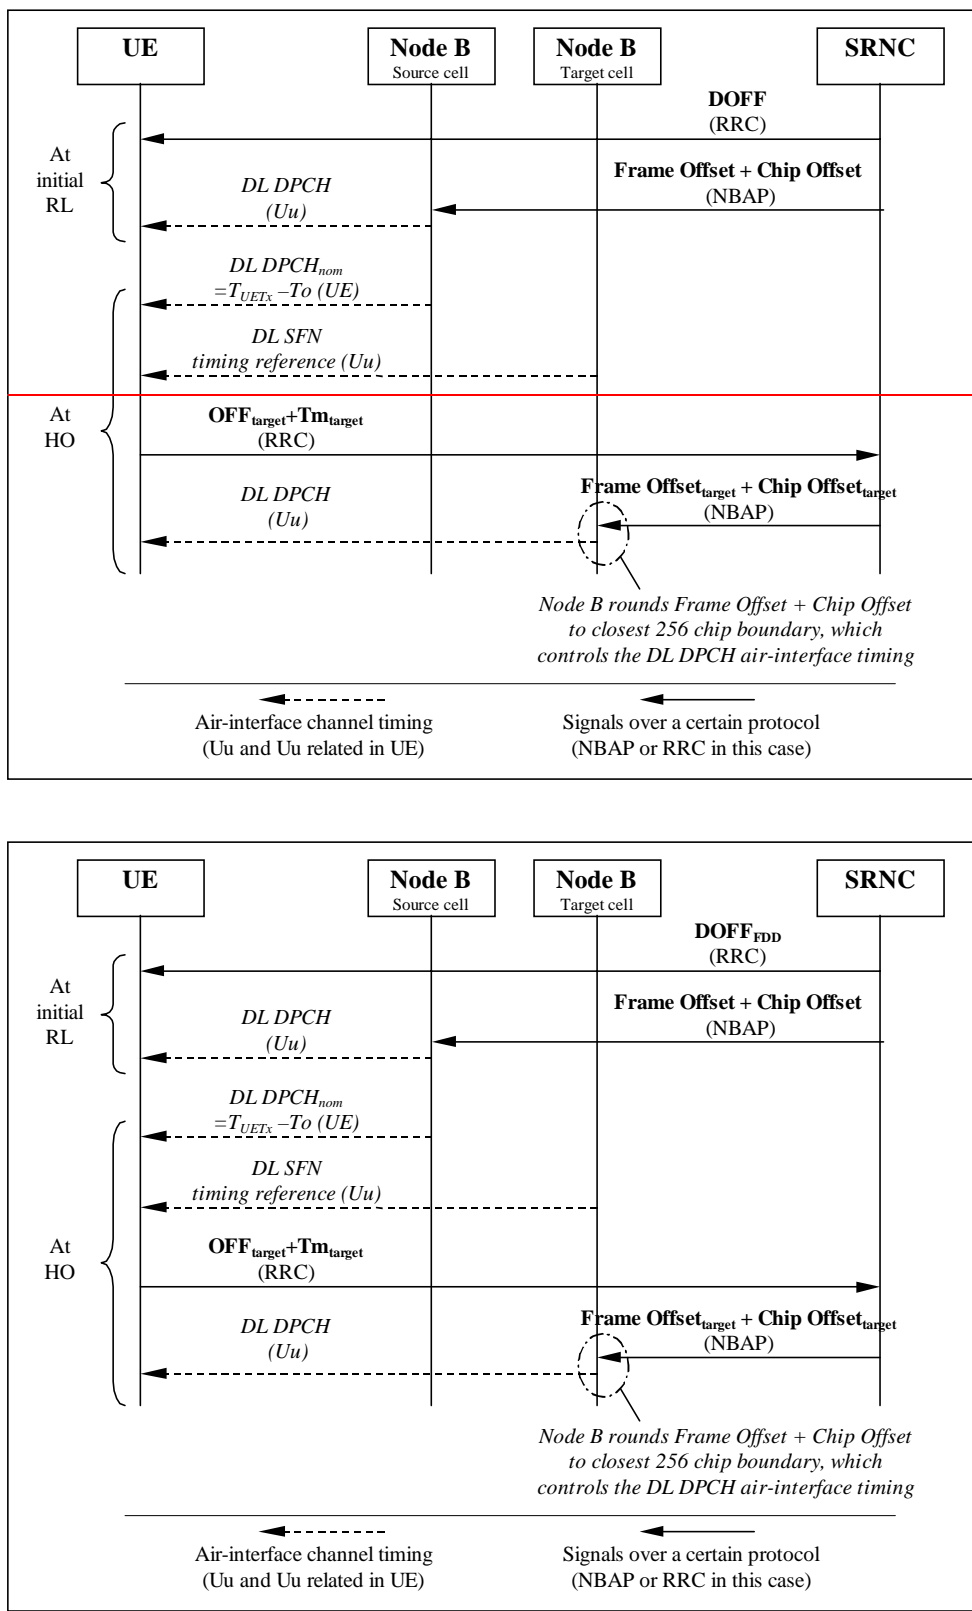 UE
Node B
Source cell
Node B
Target cell
SRNC
DOFF
(RRC)
At
initial
RL
Frame Offset + Chip Offset
(NBAP)
DL DPCH
(Uu)
DL DPCHnom
=TUETx –To (UE)
DL SFN
timing reference (Uu)
At
HO
OFFtarget+Tmtarget
(RRC)
Frame Offsettarget + Chip Offsettarget
(NBAP)
DL DPCH
(Uu)
Node B rounds Frame Offset + Chip Offset
to closest 256 chip boundary, which
controls the DL DPCH air-interface timing
Air-interface channel timing
(Uu and Uu related in UE)
Signals over a certain protocol
(NBAP or RRC in this case)
UE
Node B
Source cell
Node B
Target cell
SRNC
DOFFFDD
(RRC)
At
initial
RL
Frame Offset + Chip Offset
(NBAP)
DL DPCH
(Uu)
DL DPCHnom
=TUETx –To (UE)
DL SFN
timing reference (Uu)
At
HO
OFFtarget+Tmtarget
(RRC)
Frame Offsettarget + Chip Offsettarget
(NBAP)
DL DPCH
(Uu)
Node B rounds Frame Offset + Chip Offset
to closest 256 chip boundary, which
controls the DL DPCH air-interface timing
Air-interface channel timing
(Uu and Uu related in UE)
Signals over a certain protocol
(NBAP or RRC in this case)